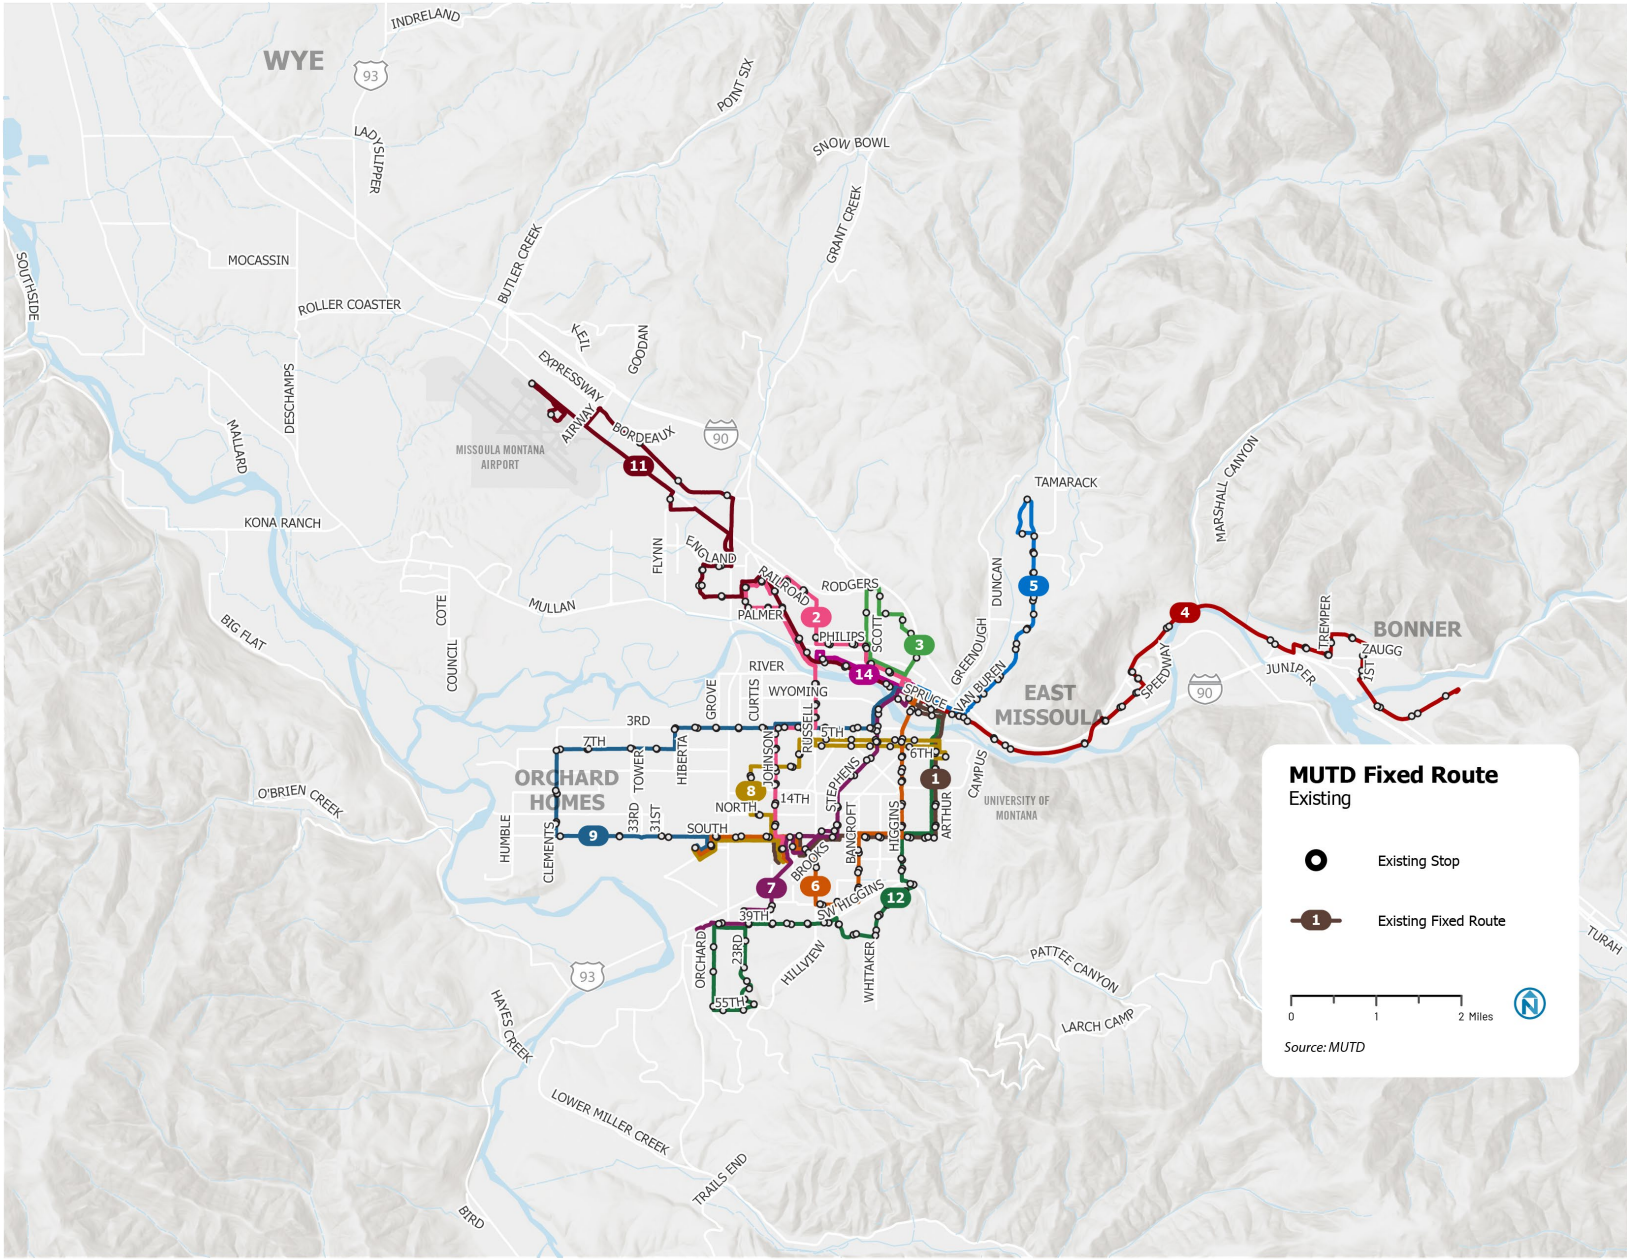 INDRELAND
WYE
93
POINT SIX
LADYSLIPPER
SNOW BOWL
GRANT CREEK
BUTLER CREEK
MOCASSIN
SOUTHSIDE
ROLLER COASTER
KEIL
GOODAN
EXPRESSWAY
DESCHAMPS
AIRWAY
BORDEAUX
90
MALLARD
MISSOULA MONTANA
AIRPORT
11
MARSHALL CANYON
TAMARACK
KONA RANCH
FLYNN
ENGLAND
RAILROAD
RODGERS
DUNCAN
5
COTE
MULLAN
PALMER
2
PHILIPS
SCOTT
3
GREENOUGH
4
TREMPER
BONNER
BIG FLAT
COUNCIL
RIVER
14
ZAUGG
JUNIPER
1ST
SPEEDWAY
90
WYOMING
SPRUCE
VAN BUREN
EAST
MISSOULA
GROVE
CURTIS
RUSSELL
3RD
5TH
7TH
6TH
HIBERTA
TOWER
JOHNSON
STEPHENS
CAMPUS
MUTD Fixed Route
Existing
ORCHARD
HOMES
8
1
O'BRIEN CREEK
14TH
NORTH
ARTHUR
UNIVERSITY OF
MONTANA
HUMBLE
CLEMENTS
9
33RD
31ST
SOUTH
BROOKS
BANCROFT
HIGGINS
Existing Stop
7
6
12
SW HIGGINS
39TH
1
Existing Fixed Route
ORCHARD
23RD
HILLVIEW
WHITAKER
PATTEE CANYON
TURAH
93
55TH
HAYES CREEK
LARCH CAMP
0
1
2 Miles
N
Source: MUTD
LOWER MILLER CREEK
TRAILS END
BIRD